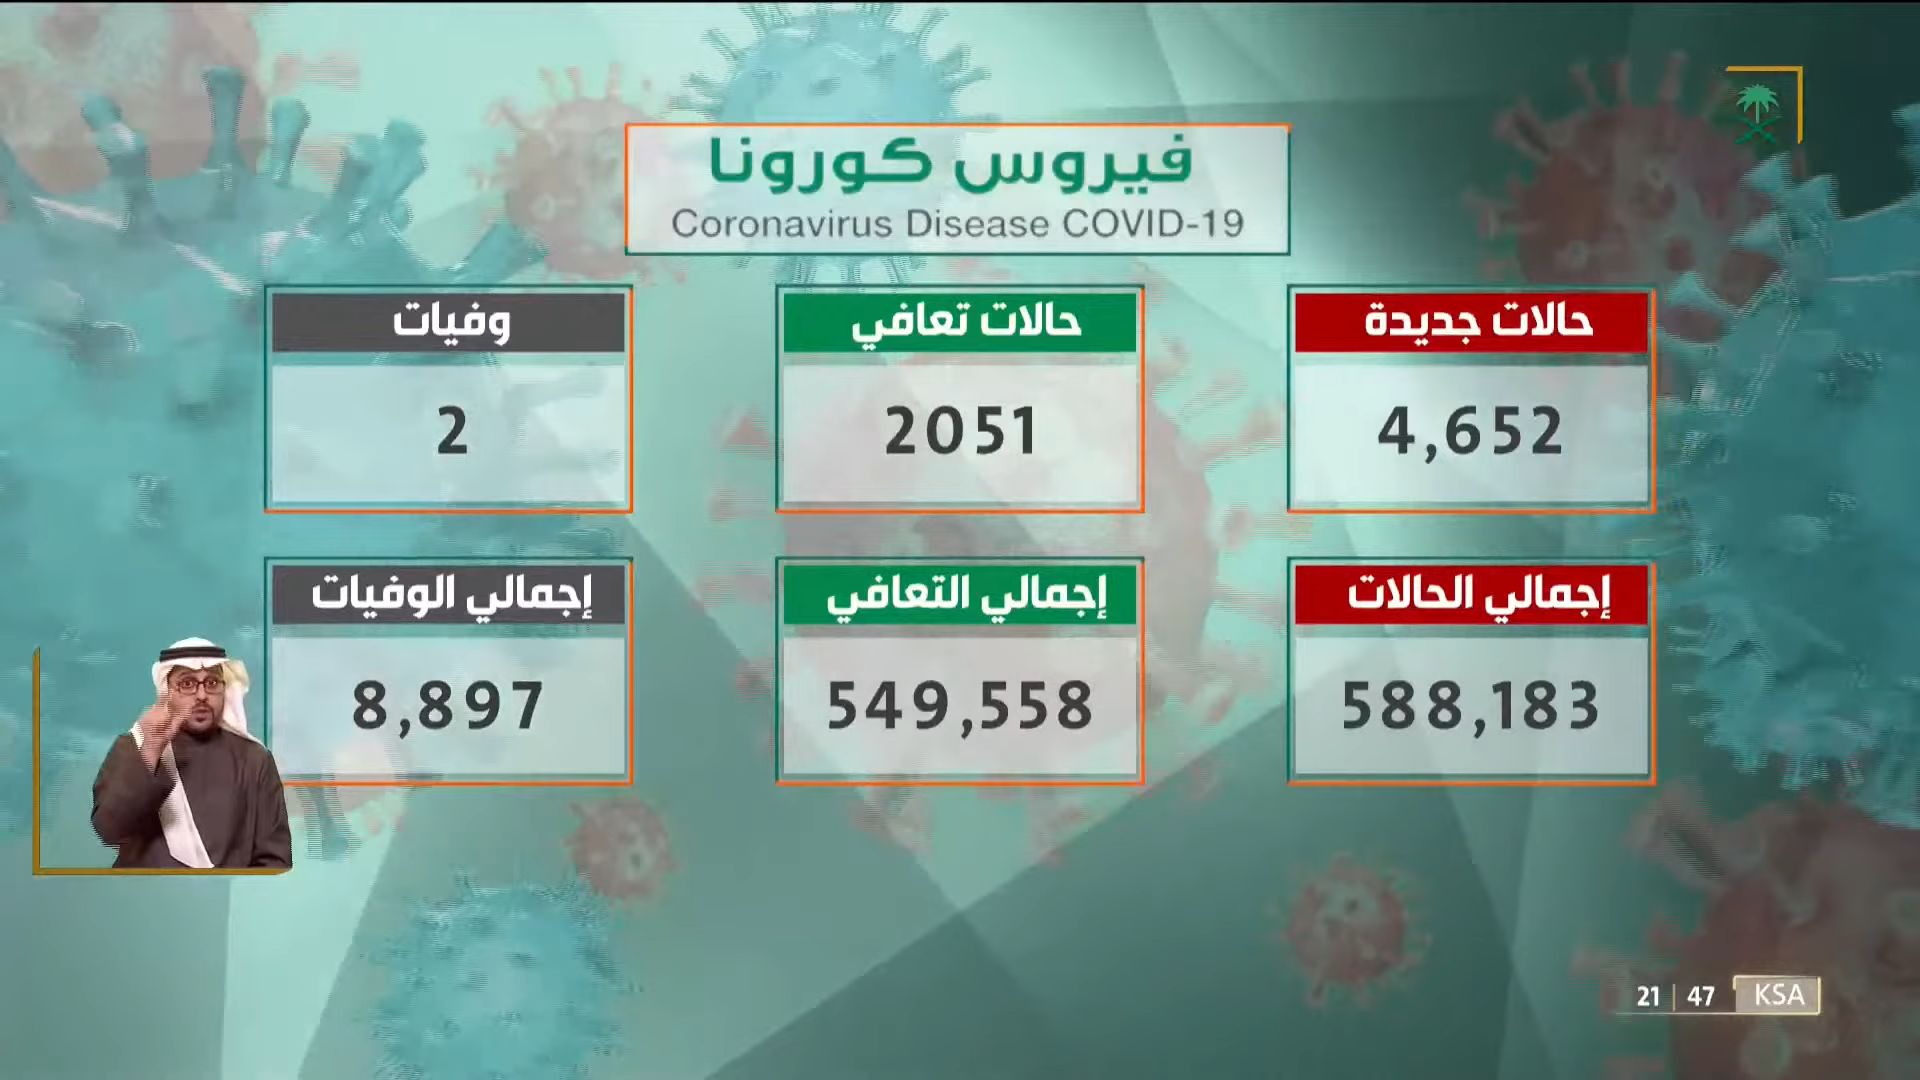 فيروس كورونا
Coronavirus Disease COVID-19
حالات جديدة
4,652
حالات تعافي
2051
وفيات
2
إجمالي الحالات
588,183
إجمالي التعافي
549,558
إجمالي الوفيات
8,897
21 | 47 KSA